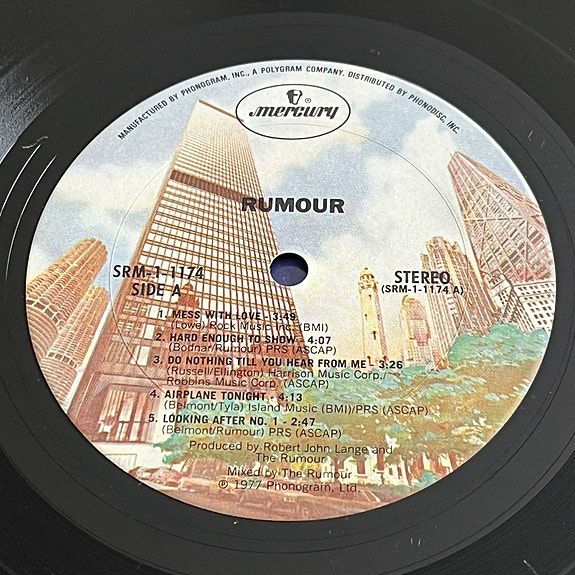 MANUFACTURED BY PHONOGRAM, INC., A POLYGRAM COMPANY. DISTRIBUTED BY PHONODISC, INC.
®
mercury
RUMOUR
SRM-1-1174
SIDE A
STEREO
(SRM-1-1174 A)
1. MESS WITH LOVE - 3:49
(Lowe) Rock Music Inc. (BMI)
2. HARD ENOUGH TO SHOW - 4:07
(Bodnar/Rumour) PRS (ASCAP)
3. DO NOTHING TILL YOU HEAR FROM ME - 3:26
(Russell/Ellington) Harrison Music Corp./
Robbins Music Corp. (ASCAP)
4. AIRPLANE TONIGHT - 4:13
(Belmont/Tyla) Island Music (BMI)/PRS (ASCAP)
5. LOOKING AFTER NO. 1 - 2:47
(Belmont/Rumour) PRS (ASCAP)
Produced by Robert John Lange and
The Rumour
Mixed by The Rumour
℗ 1977 Phonogram, Ltd.